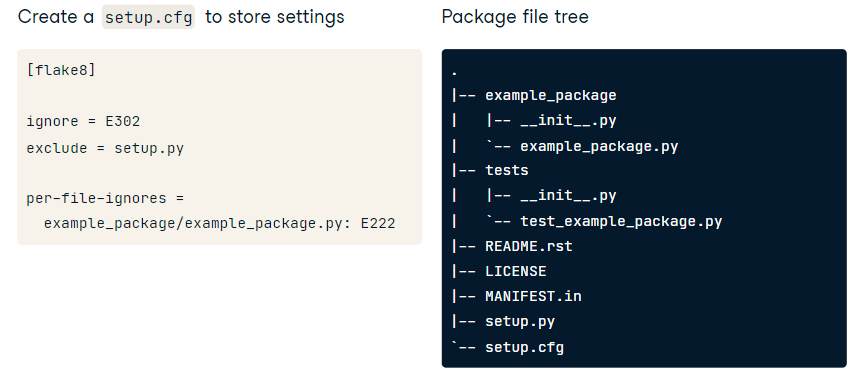 Create a setup.cfg to store settings
[flake8]
ignore = E302
exclude = setup.py
per-file-ignores =
example_package/example_package.py: E222
Package file tree
.
|-- example_package
|   |-- __init__.py
|   `-- example_package.py
|-- tests
|   |-- __init__.py
|   `-- test_example_package.py
|-- README.rst
|-- LICENSE
|-- MANIFEST.in
|-- setup.py
`-- setup.cfg